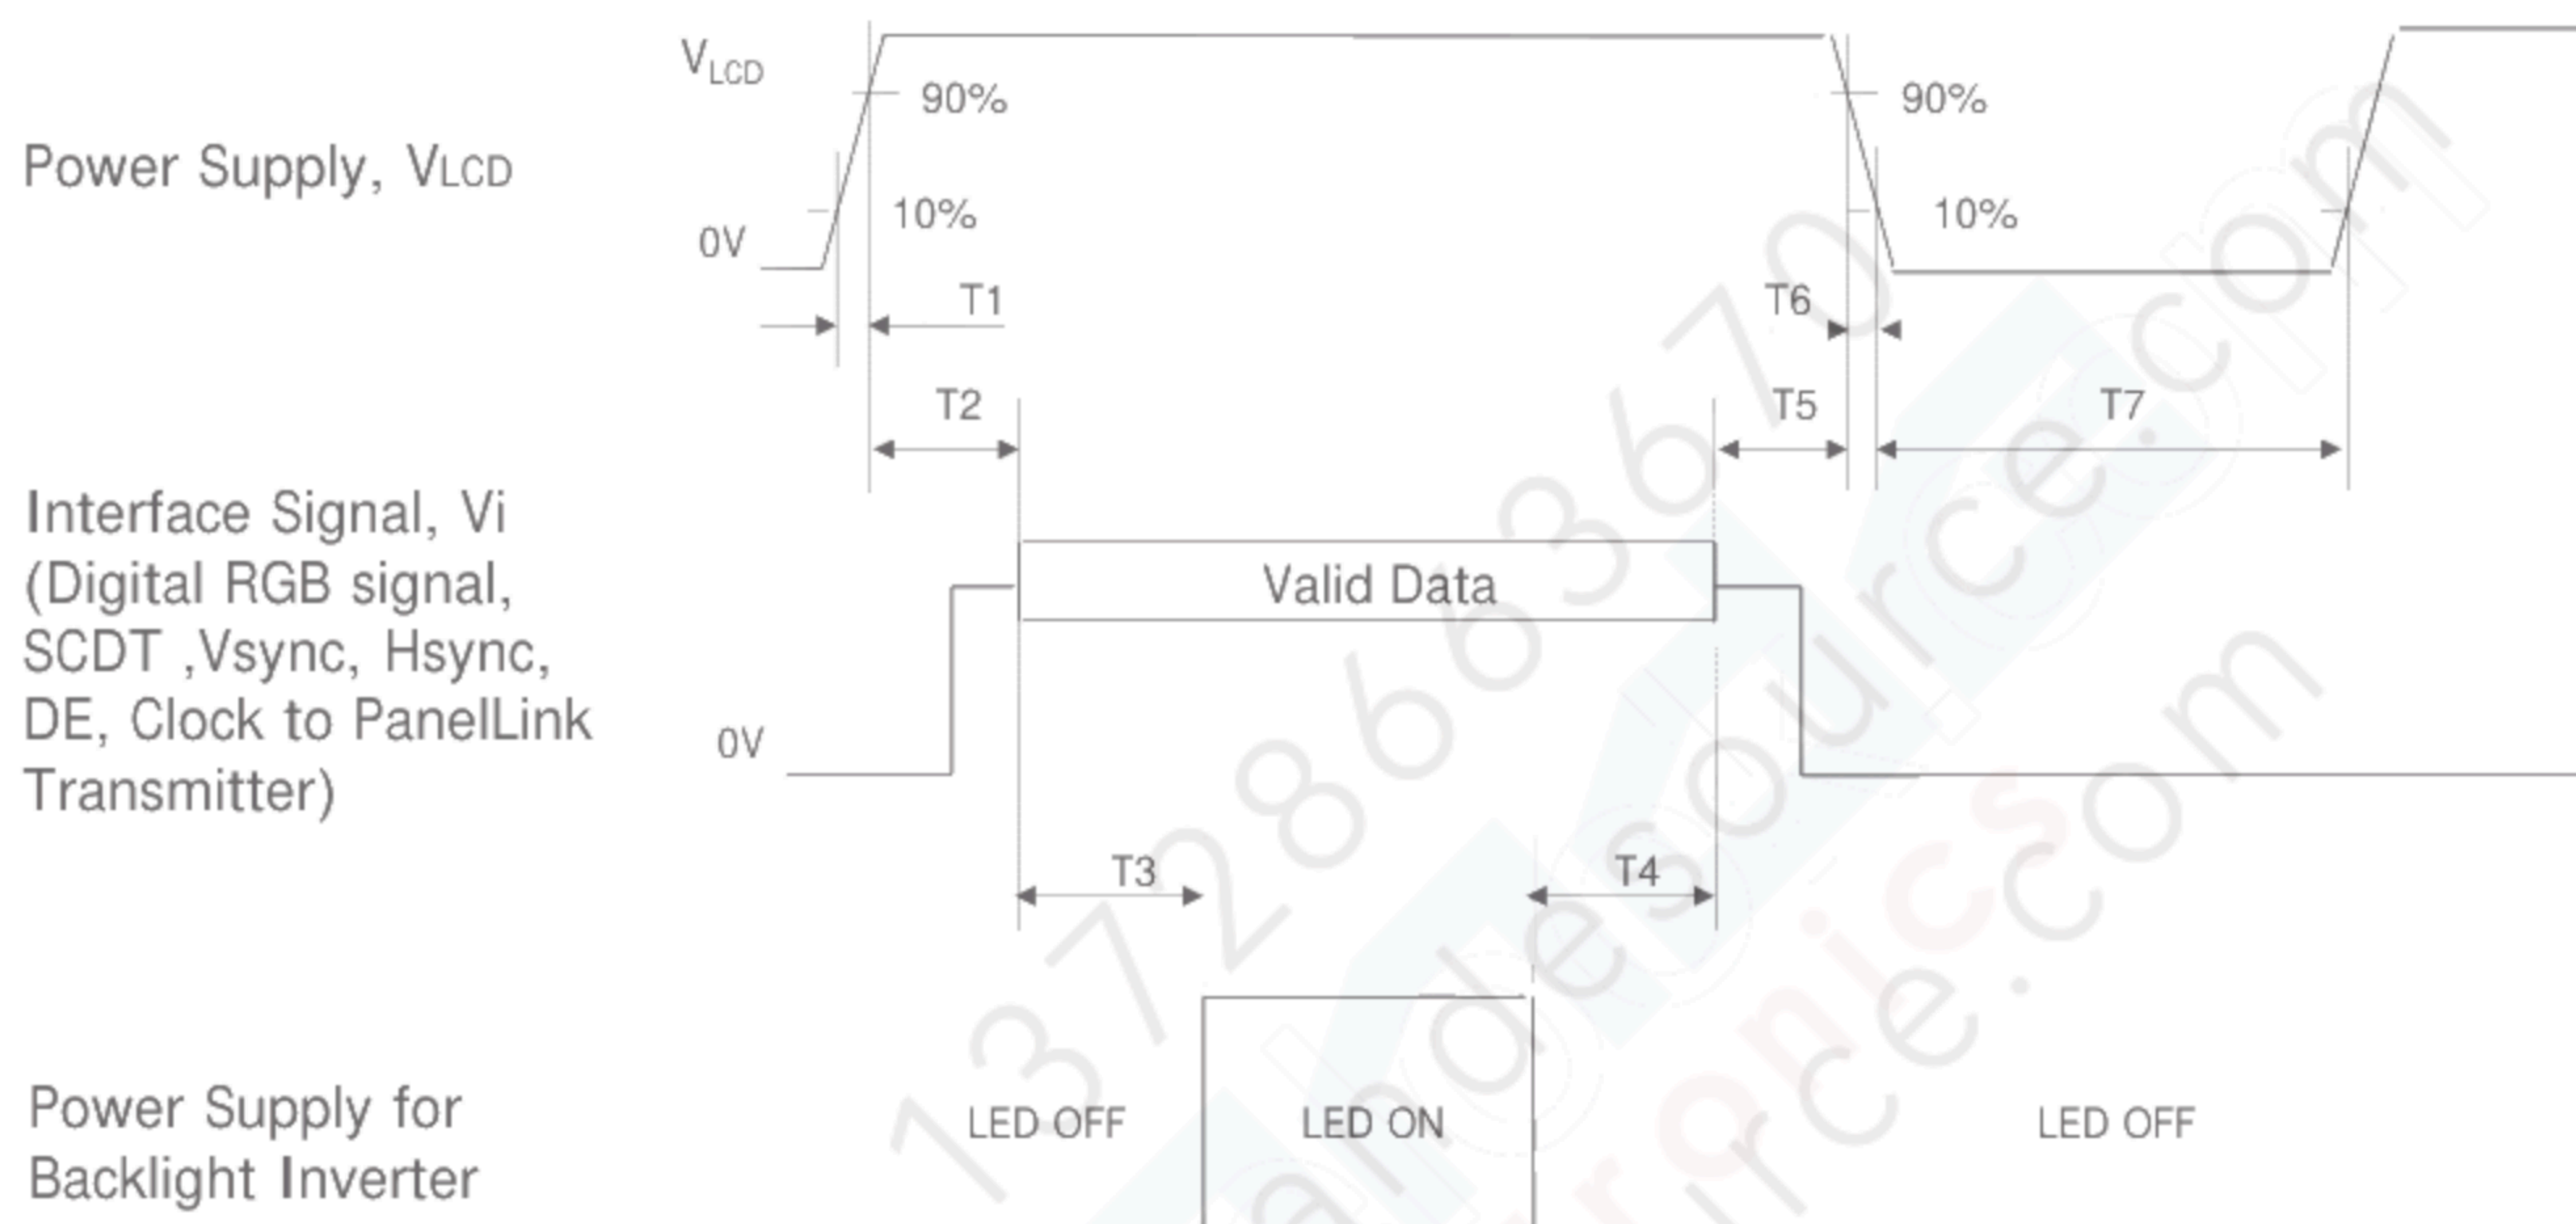 VLCD
90%
90%
Power Supply, VLCD
10%
10%
0V
T1
T6
T2
T5
T7
Interface Signal, Vi
(Digital RGB signal,
SCDT ,Vsync, Hsync,
DE, Clock to PanelLink
Transmitter)
Valid Data
0V
T3
T4
LED OFF
LED ON
LED OFF
Power Supply for
Backlight Inverter
13728663670